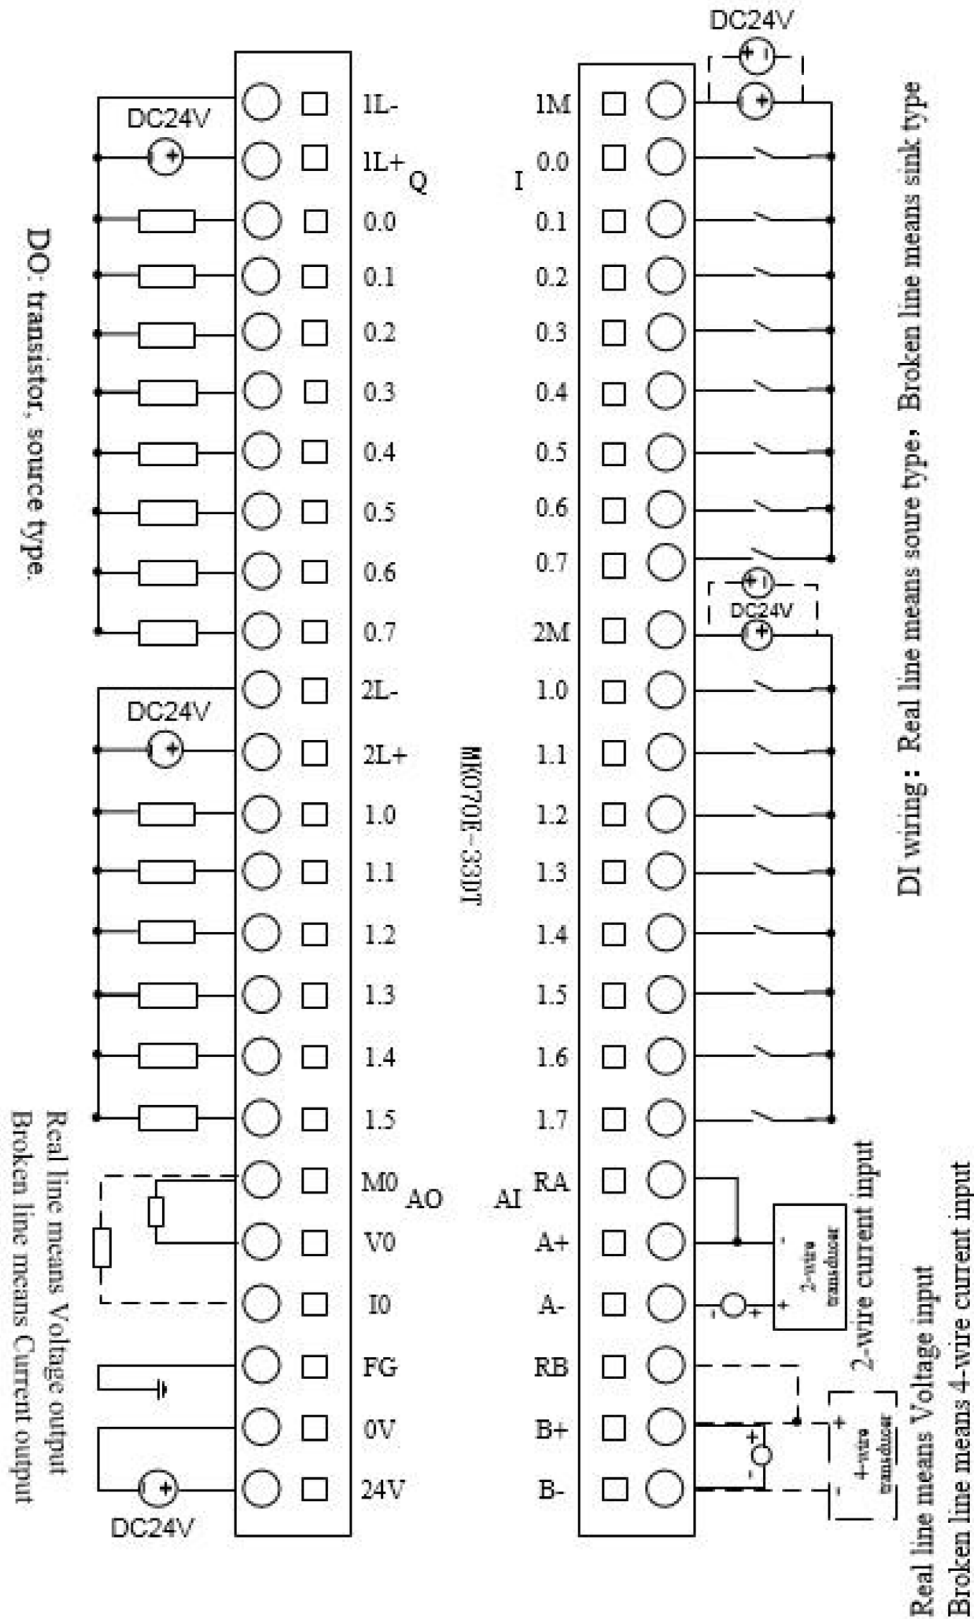 DC24V
1L-
DC24V
1L+
Q
0.0
0.1
0.2
0.3
0.4
0.5
0.6
0.7
2L-
DC24V
2L+
1.0
1.1
1.2
1.3
1.4
1.5
M0
AO
V0
I0
FG
0V
24V
DC24V
DO: transistor, source type.
Real line means Voltage output
Broken line means Current output
MK070E-33DT
1M
I
0.0
0.1
0.2
0.3
0.4
0.5
0.6
0.7
DC24V
2M
1.0
1.1
1.2
1.3
1.4
1.5
1.6
1.7
AI
RA
A+
A-
RB
B+
B-
DI wiring: Real line means soure type, Broken line means sink type
2-wire
transducer
2-wire current input
4-wire
transducer
Real line means Voltage input
Broken line means 4-wire current input